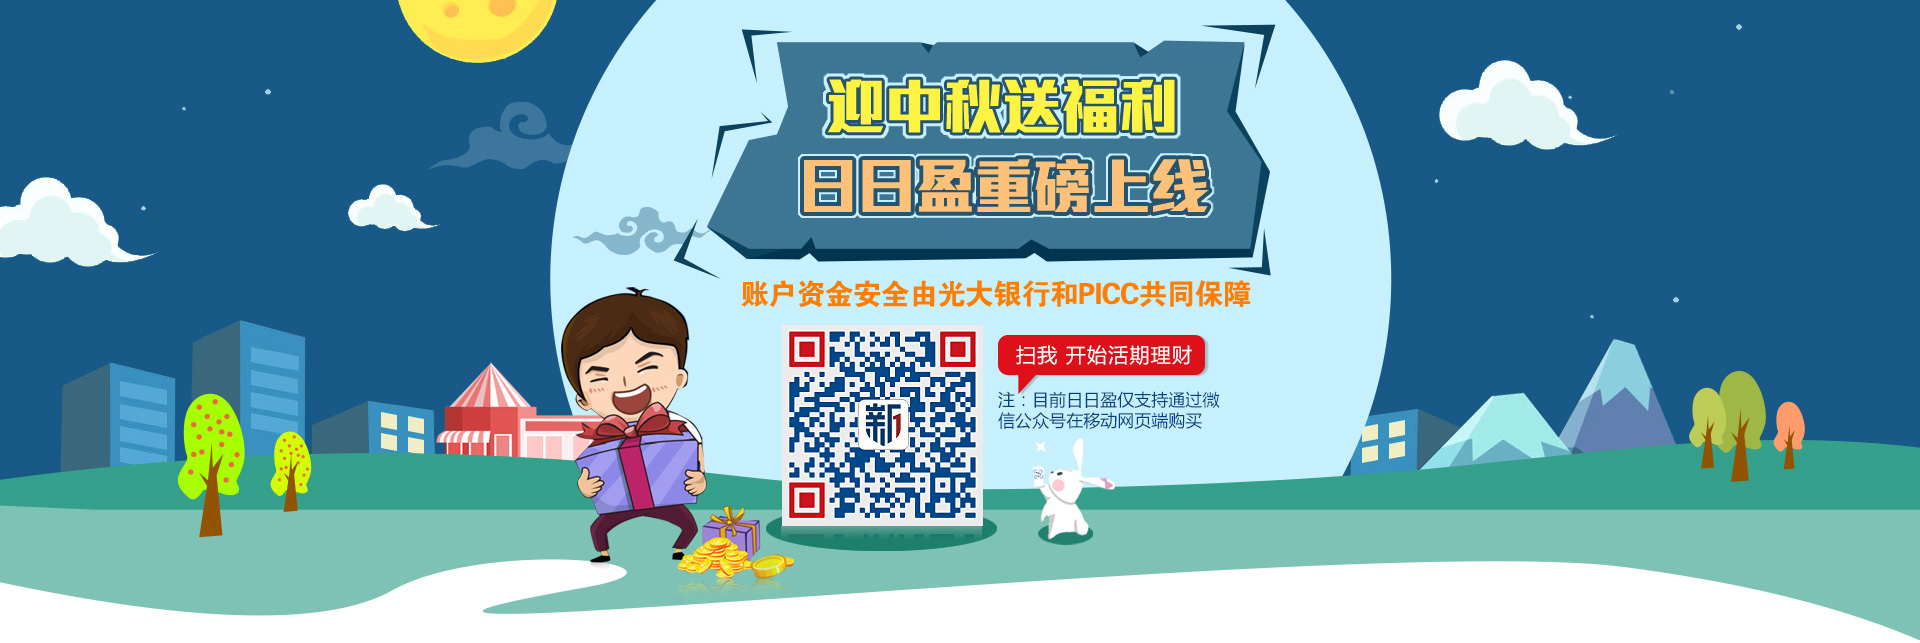 迎中秋送福利
日日盈重磅上线
账户资金安全由光大银行和PICC共同保障
扫我 开始活期理财
注：目前日日盈仅支持通过微
信公众号在移动网页端购买